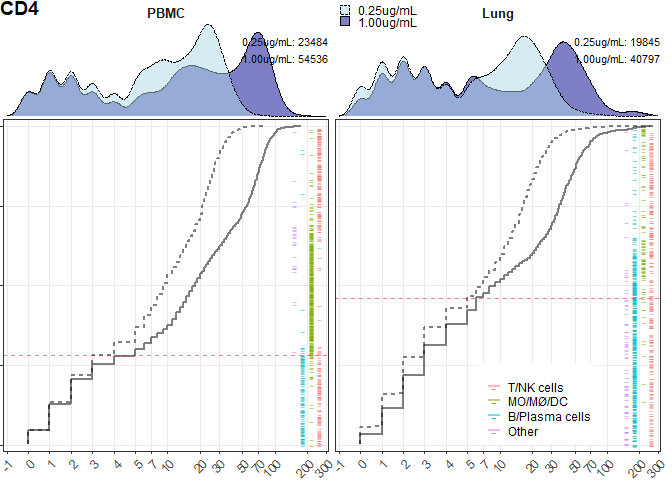 CD4
PBMC
0.25ug/mL
1.00ug/mL
Lung
0.25ug/mL: 23484
1.00ug/mL: 54536
0.25ug/mL: 19845
1.00ug/mL: 40797
T/NK cells
MO/MØ/DC
B/Plasma cells
Other
-1 0 1 2 3 4 5 7 10 20 30 50 70 100 200 300
-1 0 1 2 3 4 5 7 10 20 30 50 70 100 200 300